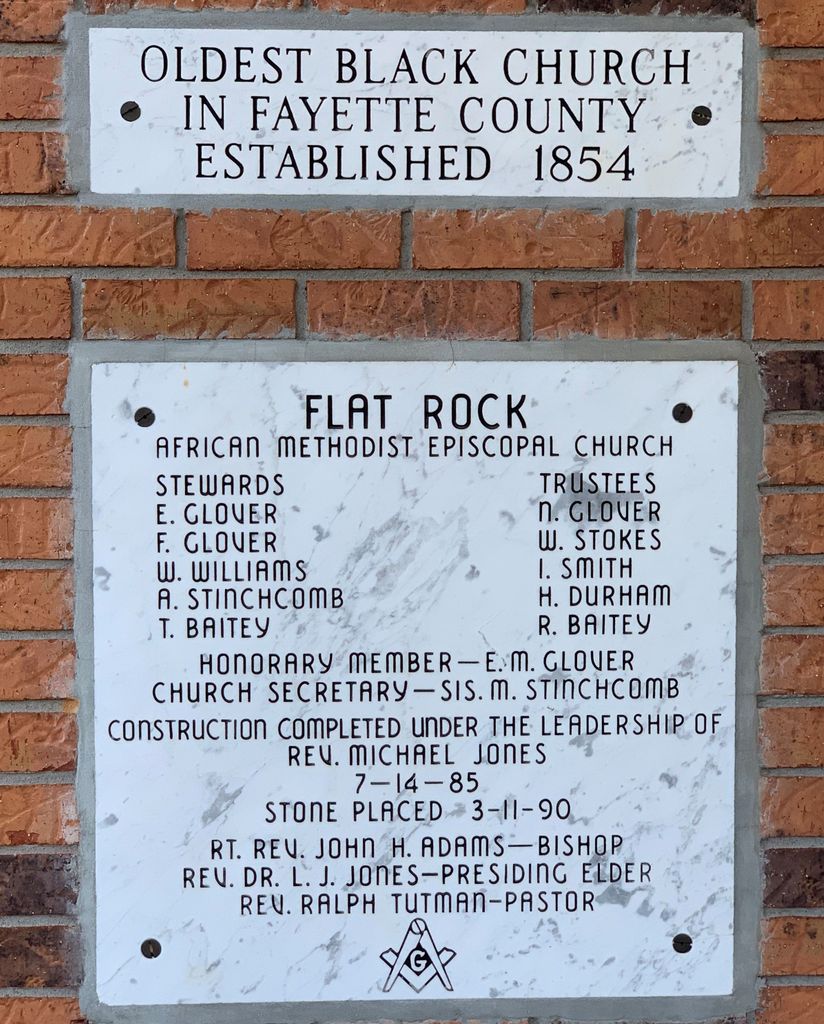 OLDEST BLACK CHURCH
IN FAYETTE COUNTY
ESTABLISHED 1854
FLAT ROCK
AFRICAN METHODIST EPISCOPAL CHURCH
STEWARDS
E. GLOVER
F. GLOVER
W. WILLIAMS
A. STINCHCOMB
T. BAITEY
TRUSTEES
N. GLOVER
W. STOKES
I. SMITH
H. DURHAM
R. BAITEY
HONORARY MEMBER—E. M. GLOVER
CHURCH SECRETARY—SIS. M. STINCHCOMB
CONSTRUCTION COMPLETED UNDER THE LEADERSHIP OF
REV. MICHAEL JONES
7—14—85
STONE PLACED 3-11-90
RT. REV. JOHN H. ADAMS—BISHOP
REV. DR. L. J. JONES—PRESIDING ELDER
REV. RALPH TUTMAN-PASTOR
G